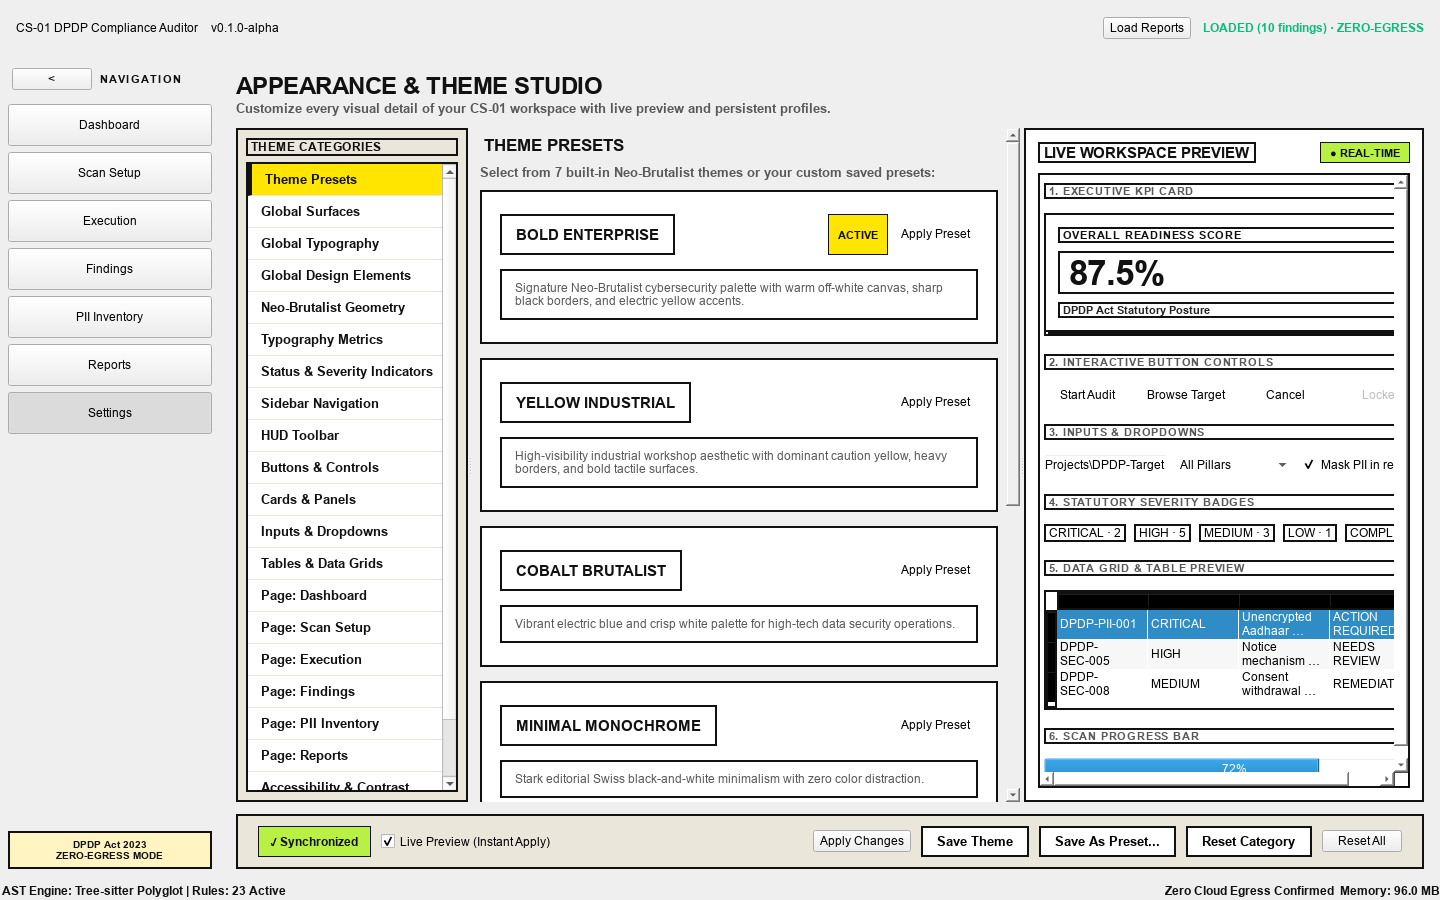 CS-01 DPDP Compliance Auditor v0.1.0-alpha
Load Reports
LOADED (10 findings) · ZERO-EGRESS
<
NAVIGATION
Dashboard
Scan Setup
Execution
Findings
PII Inventory
Reports
Settings
DPDP Act 2023
ZERO-EGRESS MODE
APPEARANCE & THEME STUDIO
Customize every visual detail of your CS-01 workspace with live preview and persistent profiles.
THEME CATEGORIES
Theme Presets
Global Surfaces
Global Typography
Global Design Elements
Neo-Brutalist Geometry
Typography Metrics
Status & Severity Indicators
Sidebar Navigation
HUD Toolbar
Buttons & Controls
Cards & Panels
Inputs & Dropdowns
Tables & Data Grids
Page: Dashboard
Page: Scan Setup
Page: Execution
Page: Findings
Page: PII Inventory
Page: Reports
Accessibility & Contrast
THEME PRESETS
Select from 7 built-in Neo-Brutalist themes or your custom saved presets:
BOLD ENTERPRISE
ACTIVE
Apply Preset
Signature Neo-Brutalist cybersecurity palette with warm off-white canvas, sharp
black borders, and electric yellow accents.
YELLOW INDUSTRIAL
Apply Preset
High-visibility industrial workshop aesthetic with dominant caution yellow, heavy
borders, and bold tactile surfaces.
COBALT BRUTALIST
Apply Preset
Vibrant electric blue and crisp white palette for high-tech data security operations.
MINIMAL MONOCHROME
Apply Preset
Stark editorial Swiss black-and-white minimalism with zero color distraction.
LIVE WORKSPACE PREVIEW
● REAL-TIME
1. EXECUTIVE KPI CARD
OVERALL READINESS SCORE
87.5%
DPDP Act Statutory Posture
2. INTERACTIVE BUTTON CONTROLS
Start Audit
Browse Target
Cancel
Locke
3. INPUTS & DROPDOWNS
Projects\DPDP-Target
All Pillars
✓ Mask PII in re
4. STATUTORY SEVERITY BADGES
CRITICAL · 2
HIGH · 5
MEDIUM · 3
LOW · 1
COMPL
5. DATA GRID & TABLE PREVIEW
DPDP-PII-001 CRITICAL Unencrypted Aadhaar ... ACTION REQUIRED
DPDP-SEC-005 HIGH Notice mechanism ... NEEDS REVIEW
DPDP-SEC-008 MEDIUM Consent withdrawal ... REMEDIAT
6. SCAN PROGRESS BAR
72%
✓ Synchronized
✓ Live Preview (Instant Apply)
Apply Changes
Save Theme
Save As Preset...
Reset Category
Reset All
AST Engine: Tree-sitter Polyglot | Rules: 23 Active
Zero Cloud Egress Confirmed Memory: 96.0 MB